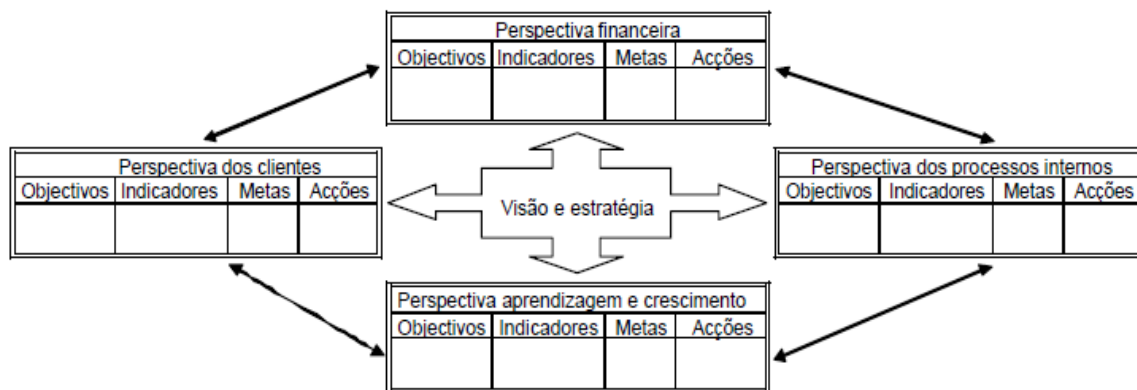 Perspectiva financeira
Objectivos Indicadores Metas Acções
Perspectiva dos clientes
Objectivos Indicadores Metas Acções
Visão e estratégia
Perspectiva dos processos internos
Objectivos Indicadores Metas Acções
Perspectiva aprendizagem e crescimento
Objectivos Indicadores Metas Acções